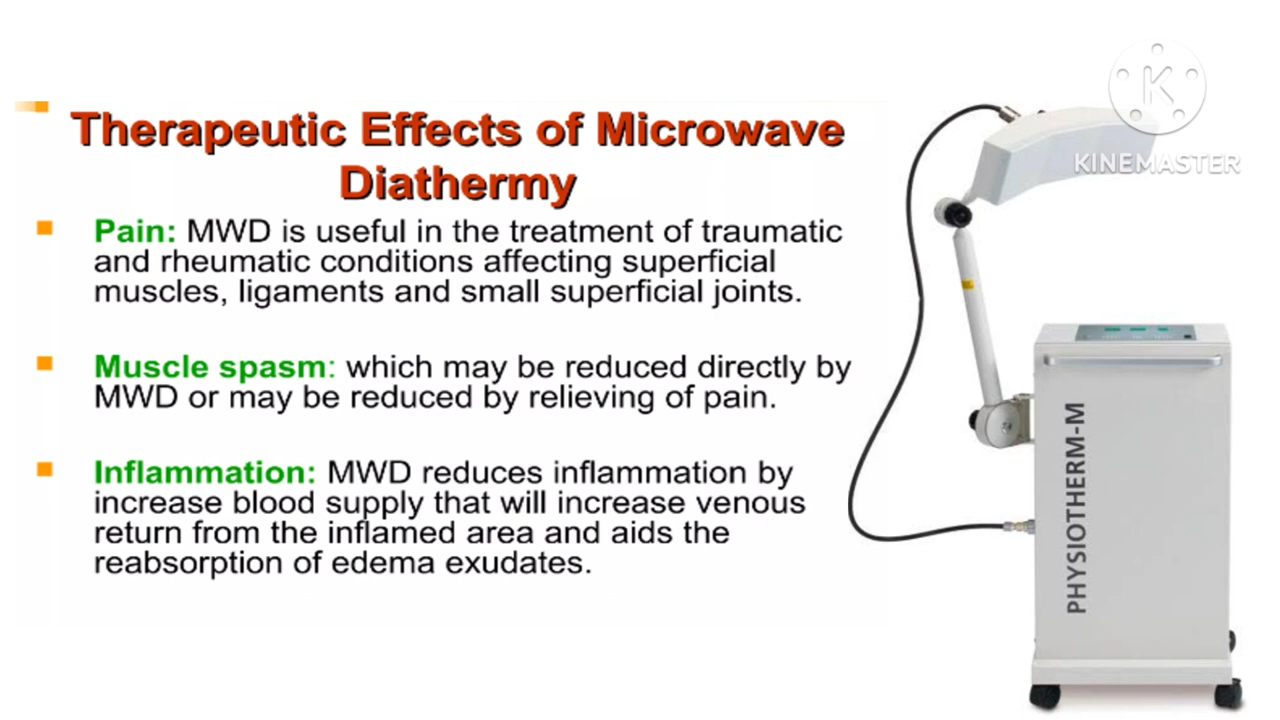 Therapeutic Effects of Microwave
Diathermy
Pain: MWD is useful in the treatment of traumatic
and rheumatic conditions affecting superficial
muscles, ligaments and small superficial joints.
Muscle spasm: which may be reduced directly by
MWD or may be reduced by relieving of pain.
Inflammation: MWD reduces inflammation by
increase blood supply that will increase venous
return from the inflamed area and aids the
reabsorption of edema exudates.
K
KINEMASTER
PHYSIOTHERM-M